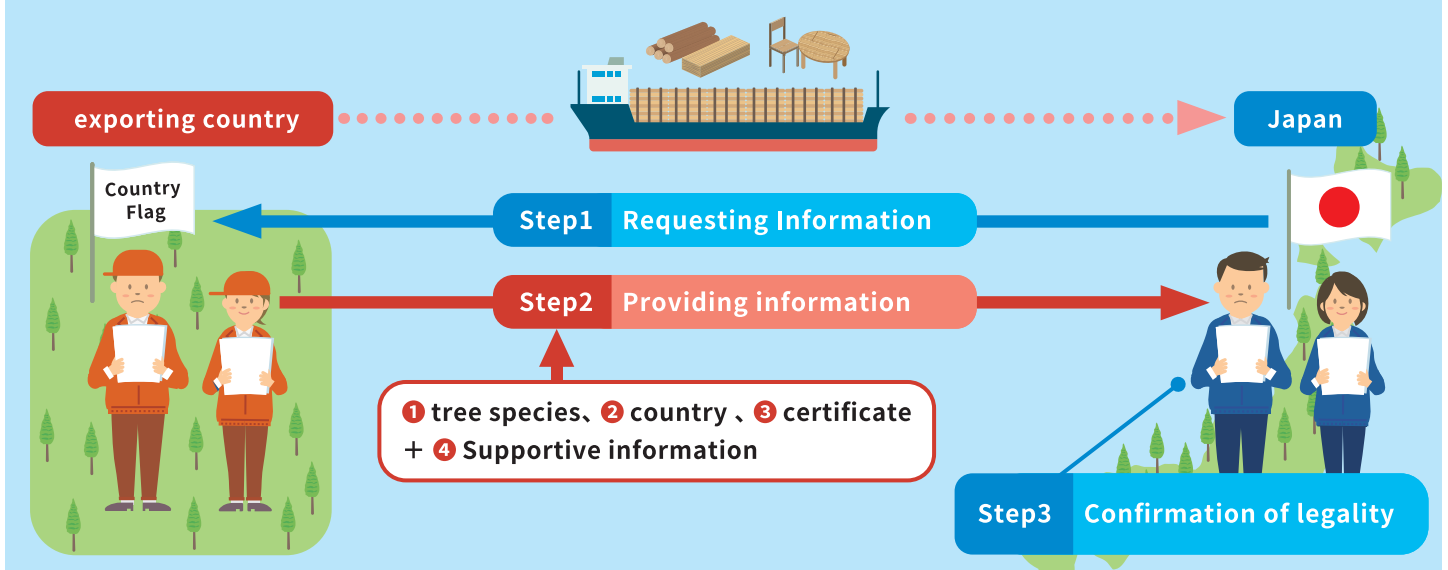 exporting country
Japan
Country
Flag
Step1 Requesting Information
Step2 Providing information
❶ tree species、❷ country 、❸ certificate
+ ❹ Supportive information
Step3 Confirmation of legality